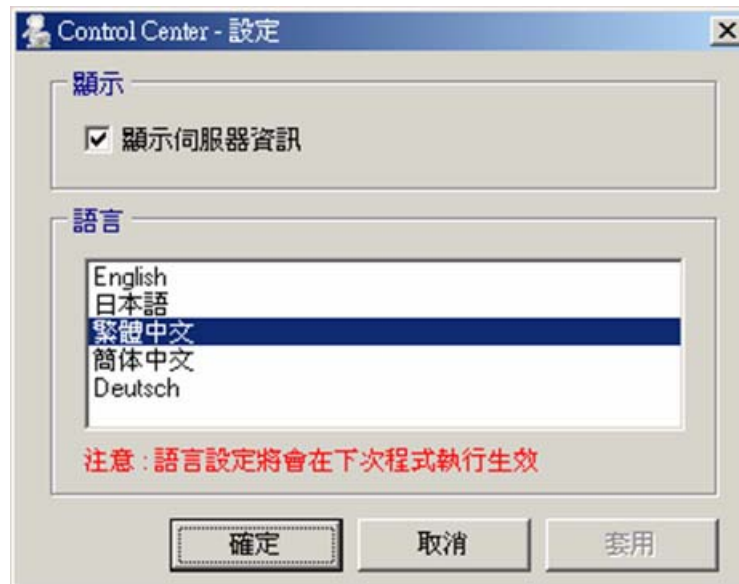 Control Center - 設定
顯示
顯示伺服器資訊
語言
English
日本語
繁體中文
簡体中文
Deutsch
注意 : 語言設定將會在下次程式執行生效
確定
取消
套用